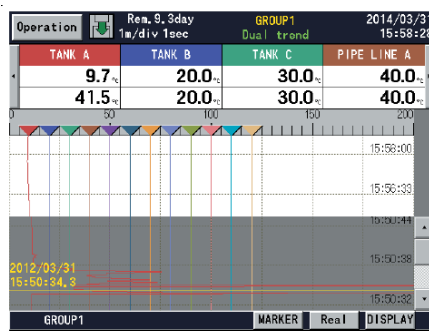 Operation Rem. 9.3day GROUP1 2014/03/31
1m/div 1sec Dual trend 15:58:28
TANK A TANK B TANK C PIPE LINE A
9.7℃ 20.0℃ 30.0℃ 40.0℃
41.5℃ 20.0℃ 30.0℃ 40.0℃
0 50 100 150 200
15:58:00
15:56:33
15:50:44
15:50:38
2012/03/31
15:50:34.3
15:50:32
GROUP1 MARKER Real DISPLAY